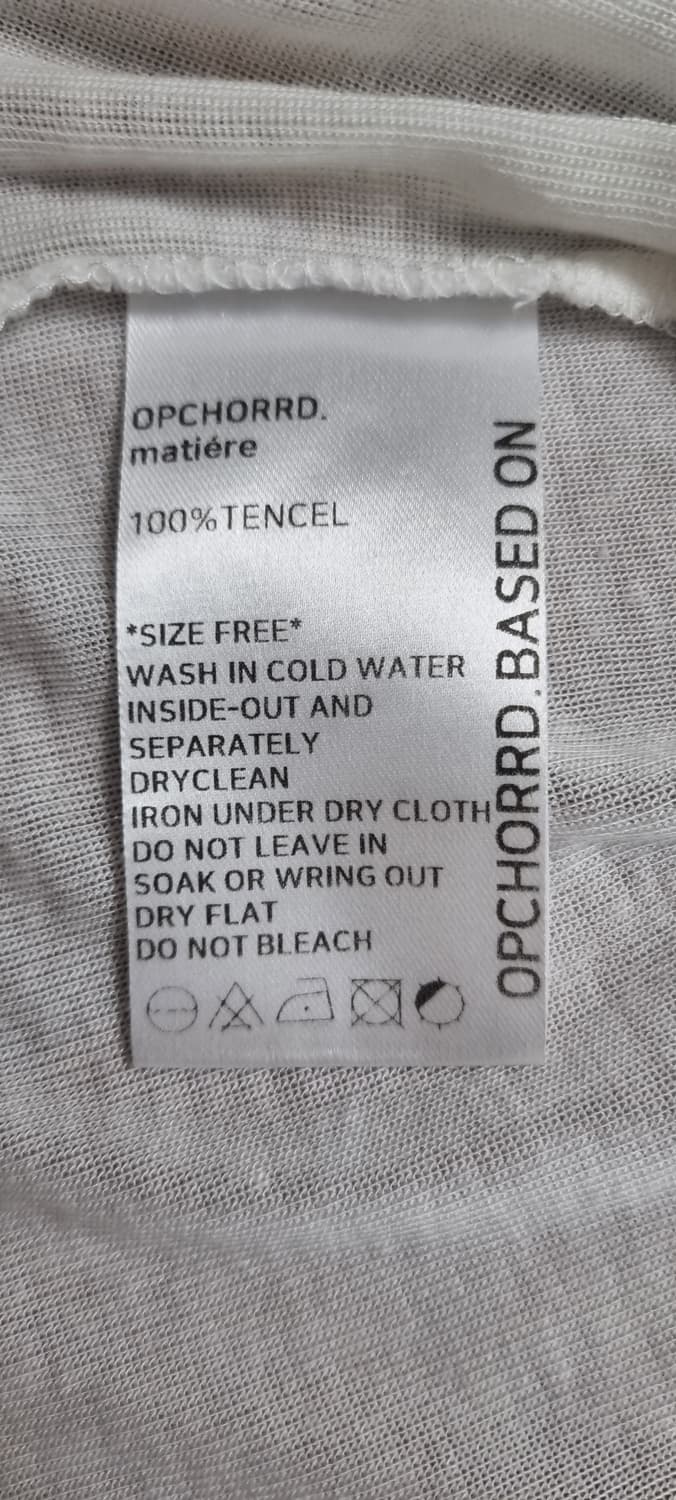 OPCHORRD.
matiére
100%TENCEL
*SIZE FREE*
WASH IN COLD WATER
INSIDE-OUT AND
SEPARATELY
DRYCLEAN
IRON UNDER DRY CLOTH
DO NOT LEAVE IN
SOAK OR WRING OUT
DRY FLAT
DO NOT BLEACH
OPCHORRD.BASED ON